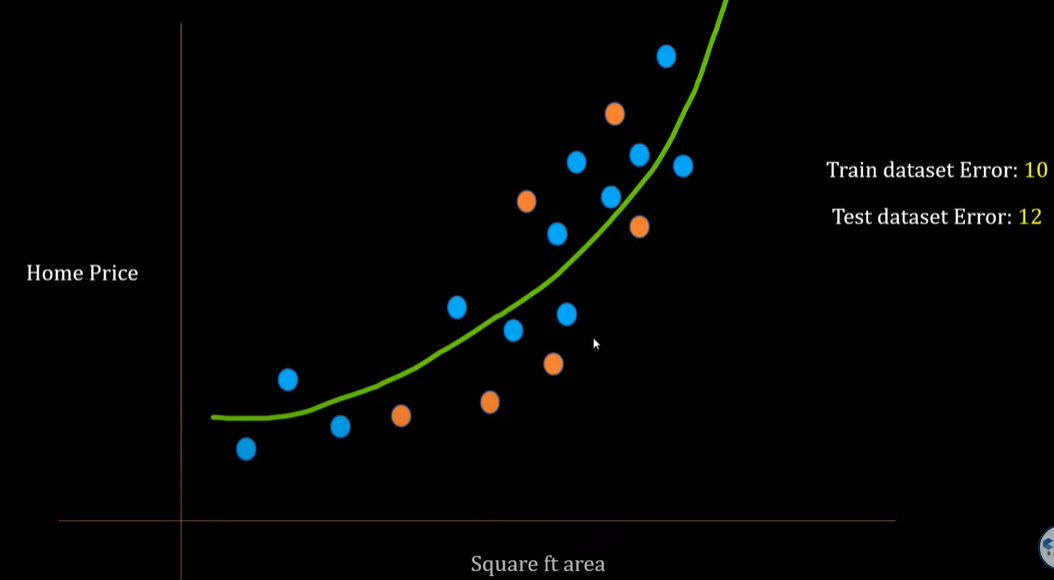 Train dataset Error: 10
Test dataset Error: 12
Home Price
Square ft area